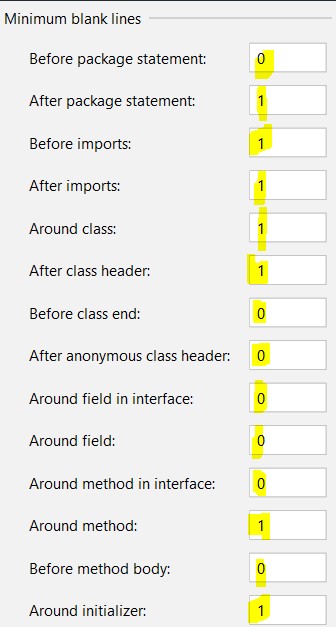 Minimum blank lines
Before package statement: 0
After package statement: 1
Before imports: 1
After imports: 1
Around class: 1
After class header: 1
Before class end: 0
After anonymous class header: 0
Around field in interface: 0
Around field: 0
Around method in interface: 0
Around method: 1
Before method body: 0
Around initializer: 1